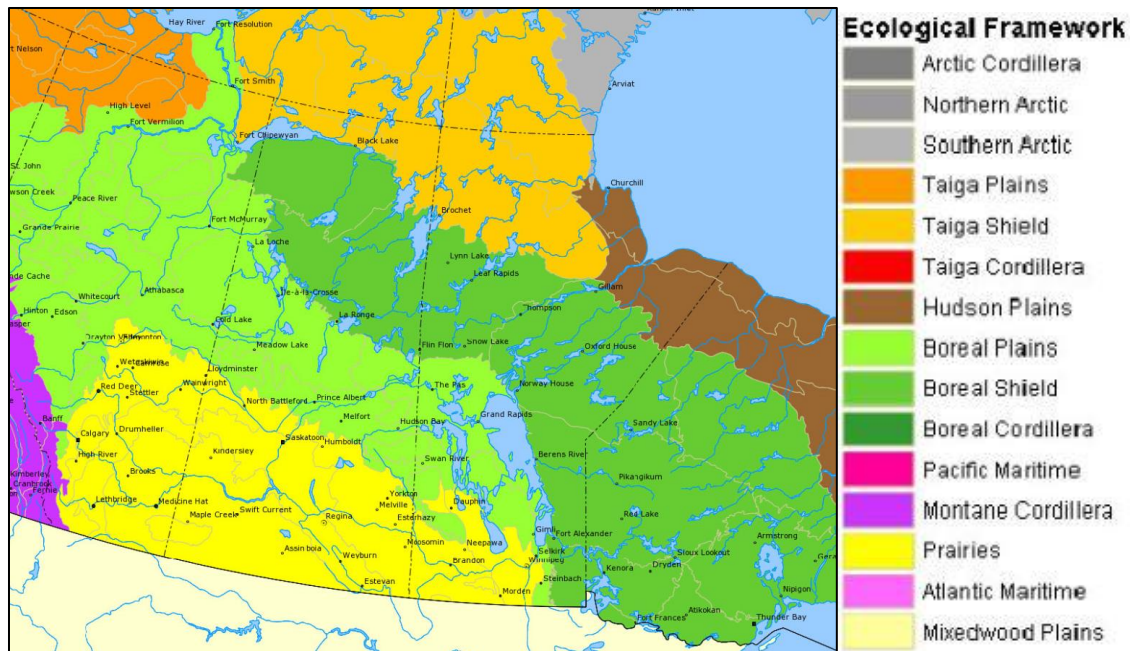 Hay River
Fort Resolution
Arviat
Fort Smith
High Level
Fort Vermilion
Fort Chipewyan
Black Lake
Churchill
Peace River
Fort McMurray
Brochet
Grande Prairie
La Loche
Lynn Lake
Leaf Rapids
Gillam
Whitecourt
Athabasca
Île-à-la-Crosse
Thompson
Hinton
Edson
Cold Lake
La Ronge
Flin Flon
Snow Lake
Oxford House
Meadow Lake
Lloydminster
Wainwright
The Pas
Norway House
Red Deer
Stettler
North Battleford
Prince Albert
Melfort
Hudson Bay
Grand Rapids
Sandy Lake
Banff
Calgary
Drumheller
Saskatoon
Humboldt
High River
Kindersley
Swan River
Berens River
Brooks
Pikangikum
Cranbrook
Fernie
Lethbridge
Medicine Hat
Maple Creek
Swift Current
Yorkton
Melville
Dauphin
Regina
Esterhazy
Red Lake
Gimli
Fort Alexander
Armstrong
Assiniboia
Weyburn
Moosomin
Neepawa
Selkirk
Winnipeg
Sioux Lookout
Brandon
Kenora
Dryden
Estevan
Steinbach
Morden
Nipigon
Fort Frances
Atikokan
Thunder Bay
Ecological Framework
Arctic Cordillera
Northern Arctic
Southern Arctic
Taiga Plains
Taiga Shield
Taiga Cordillera
Hudson Plains
Boreal Plains
Boreal Shield
Boreal Cordillera
Pacific Maritime
Montane Cordillera
Prairies
Atlantic Maritime
Mixedwood Plains